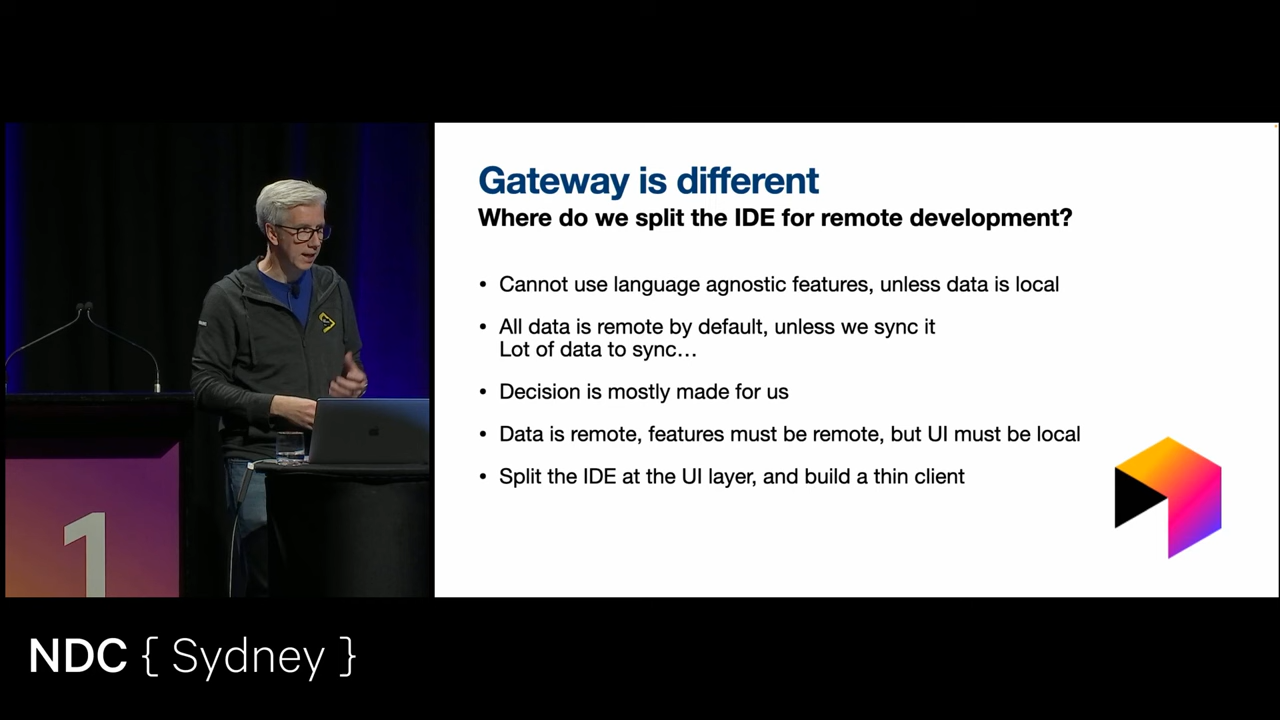 Gateway is different
Where do we split the IDE for remote development?
• Cannot use language agnostic features, unless data is local
• All data is remote by default, unless we sync it
Lot of data to sync…
• Decision is mostly made for us
• Data is remote, features must be remote, but UI must be local
• Split the IDE at the UI layer, and build a thin client
1
NDC { Sydney }